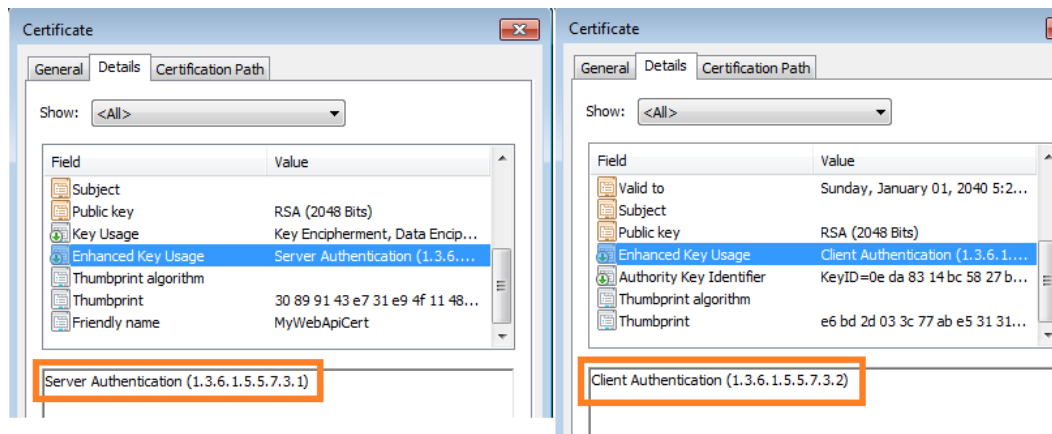 Certificate
General Details Certification Path
Show: <All>
Field Value
Subject
Public key RSA (2048 Bits)
Key Usage Key Encipherment, Data Encip...
Enhanced Key Usage Server Authentication (1.3.6....
Thumbprint algorithm
Thumbprint 30 89 91 43 e7 31 e9 4f 11 48...
Friendly name MyWebApiCert
Server Authentication (1.3.6.1.5.5.7.3.1)
Certificate
General Details Certification Path
Show: <All>
Field Value
Valid to Sunday, January 01, 2040 5:2...
Subject
Public key RSA (2048 Bits)
Enhanced Key Usage Client Authentication (1.3.6.1....
Authority Key Identifier KeyID=0e da 83 14 bc 58 27 b...
Thumbprint algorithm
Thumbprint e6 bd 2d 03 3c 77 ab e5 31 31...
Client Authentication (1.3.6.1.5.5.7.3.2)